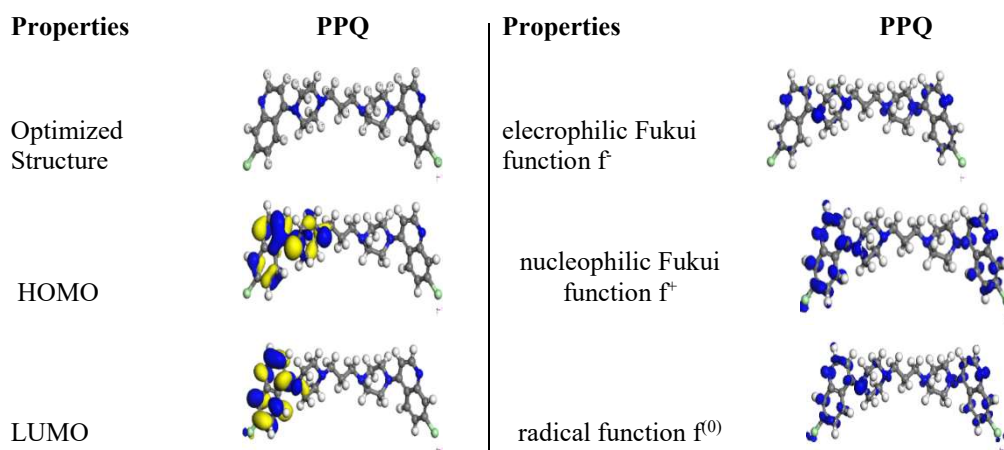 Properties PPQ
Optimized
Structure
HOMO
LUMO
Properties PPQ
elecrophilic Fukui
function f⁻
nucleophilic Fukui
function f⁺
radical function f⁽⁰⁾